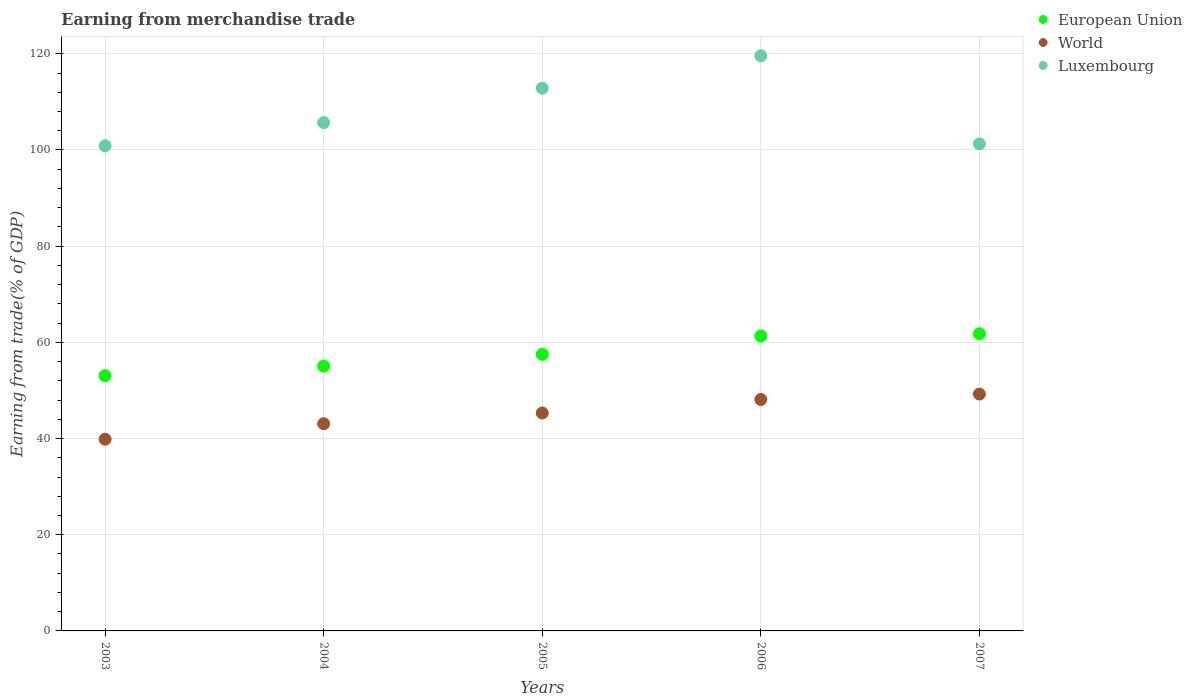 Earning from merchandise trade
European Union
World
Luxembourg
Earning from trade(% of GDP)
120
100
80
60
40
20
0
2003
2004
2005
2006
2007
Years